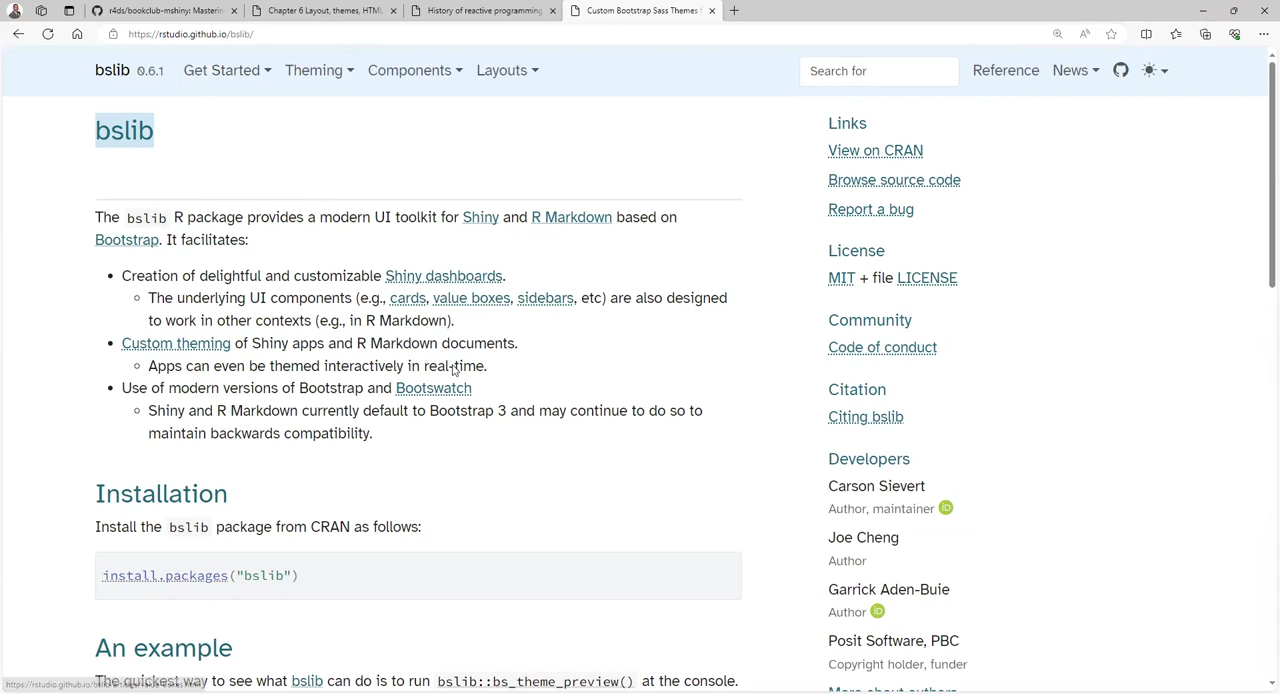 r4ds/bookclub-mshiny: Masterin
Chapter 6 Layout, themes, HTML
History of reactive programming
Custom Bootstrap Sass Themes f
https://rstudio.github.io/bslib/
bslib 0.6.1 Get Started Theming Components Layouts Search for Reference News
bslib
The bslib R package provides a modern UI toolkit for Shiny and R Markdown based on
Bootstrap. It facilitates:
• Creation of delightful and customizable Shiny dashboards.
The underlying UI components (e.g., cards, value boxes, sidebars, etc) are also designed
to work in other contexts (e.g., in R Markdown).
• Custom theming of Shiny apps and R Markdown documents.
Apps can even be themed interactively in real-time.
• Use of modern versions of Bootstrap and Bootswatch
Shiny and R Markdown currently default to Bootstrap 3 and may continue to do so to
maintain backwards compatibility.
Installation
Install the bslib package from CRAN as follows:
install.packages("bslib")
An example
The quickest way to see what bslib can do is to run bslib::bs_theme_preview() at the console.
Links
View on CRAN
Browse source code
Report a bug
License
MIT + file LICENSE
Community
Code of conduct
Citation
Citing bslib
Developers
Carson Sievert
Author, maintainer
Joe Cheng
Author
Garrick Aden-Buie
Author
Posit Software, PBC
Copyright holder, funder
More about authors